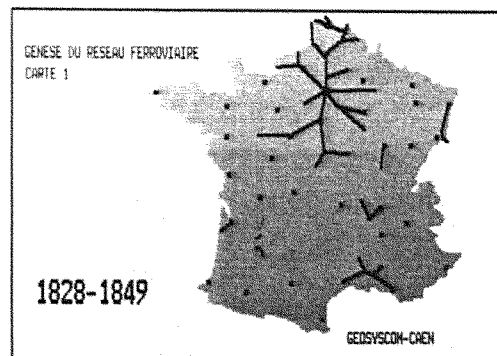 GENESE DU RESEAU FERROVIAIRE
CARTE 1
1828-1849
GEOSYSCOM-CAEN